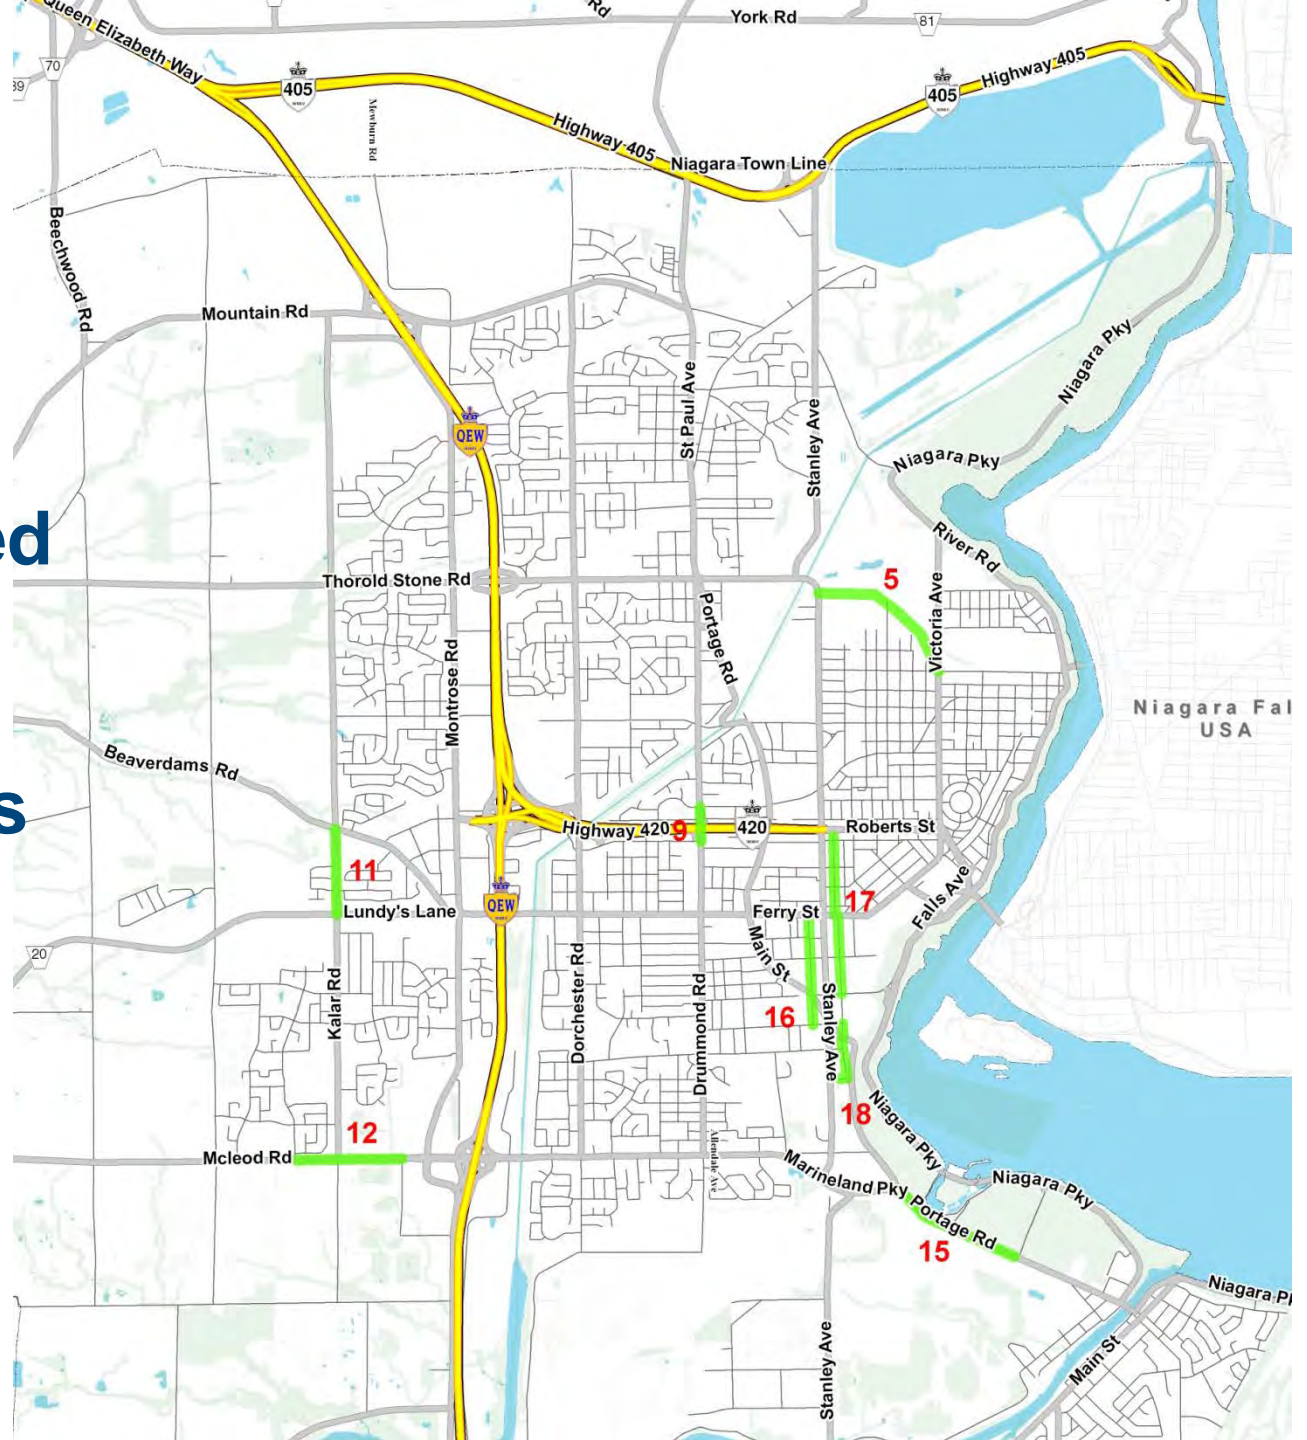 Rd
York Rd
81
Queen Elizabeth Way
70
39
405
Highway 405
405
Highway 405
Mewburn Rd
Niagara Town Line
Beechwood Rd
Mountain Rd
Niagara Pky
St Paul Ave
Stanley Ave
QEW
Niagara Pky
ed
River Rd
Thorold Stone Rd
5
Portage Rd
Victoria Ave
Montrose Rd
Niagara Fal
USA
Beaverdams Rd
s
Highway 420
9
420
Roberts St
11
17
Falls Ave
QEW
Lundy's Lane
Ferry St
20
Main St
Kalar Rd
Dorchester Rd
Drummond Rd
16
Stanley Ave
18
Niagara Pky
12
Mcleod Rd
Allendale Ave
Marineland Pky
Niagara Pky
Portage Rd
15
Niagara P
Stanley Ave
Main St